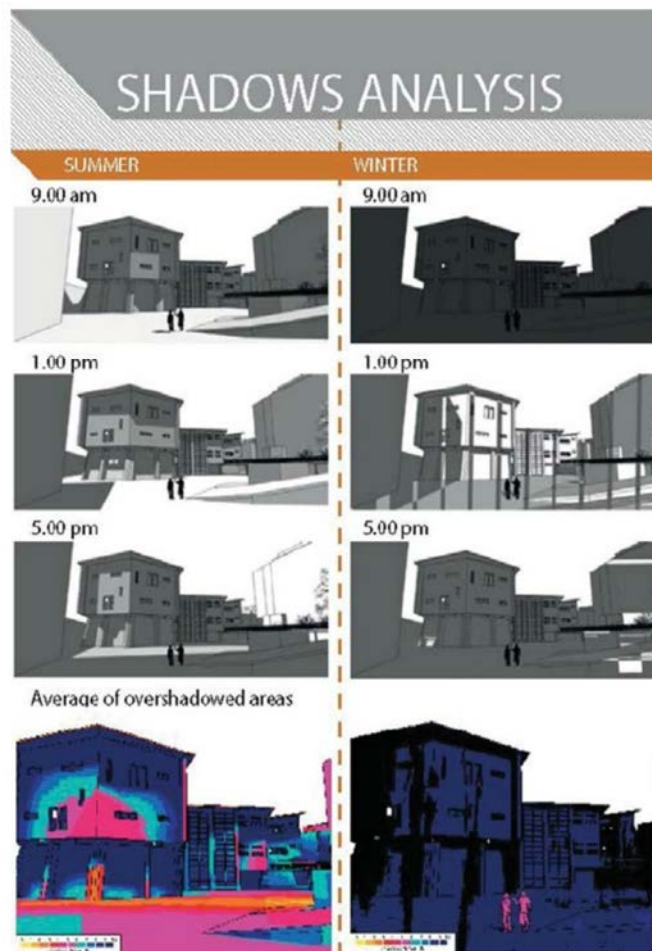 SHADOWS ANALYSIS
SUMMER
WINTER
9.00 am
9.00 am
1.00 pm
1.00 pm
5.00 pm
5.00 pm
Average of overshadowed areas